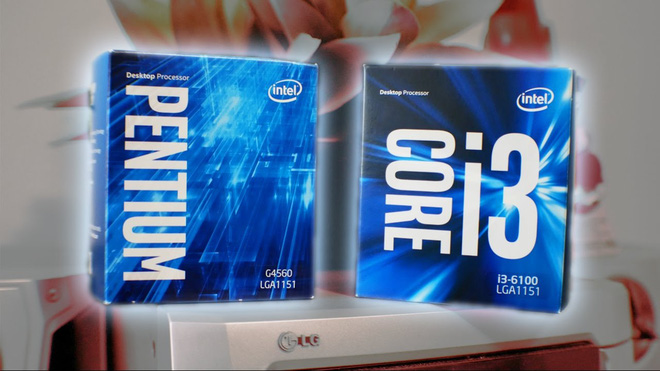 Desktop Processor
intel
PENTIUM
G4560
LGA1151
Desktop Processor
intel
CORE i3
i3-6100
LGA1151
LG